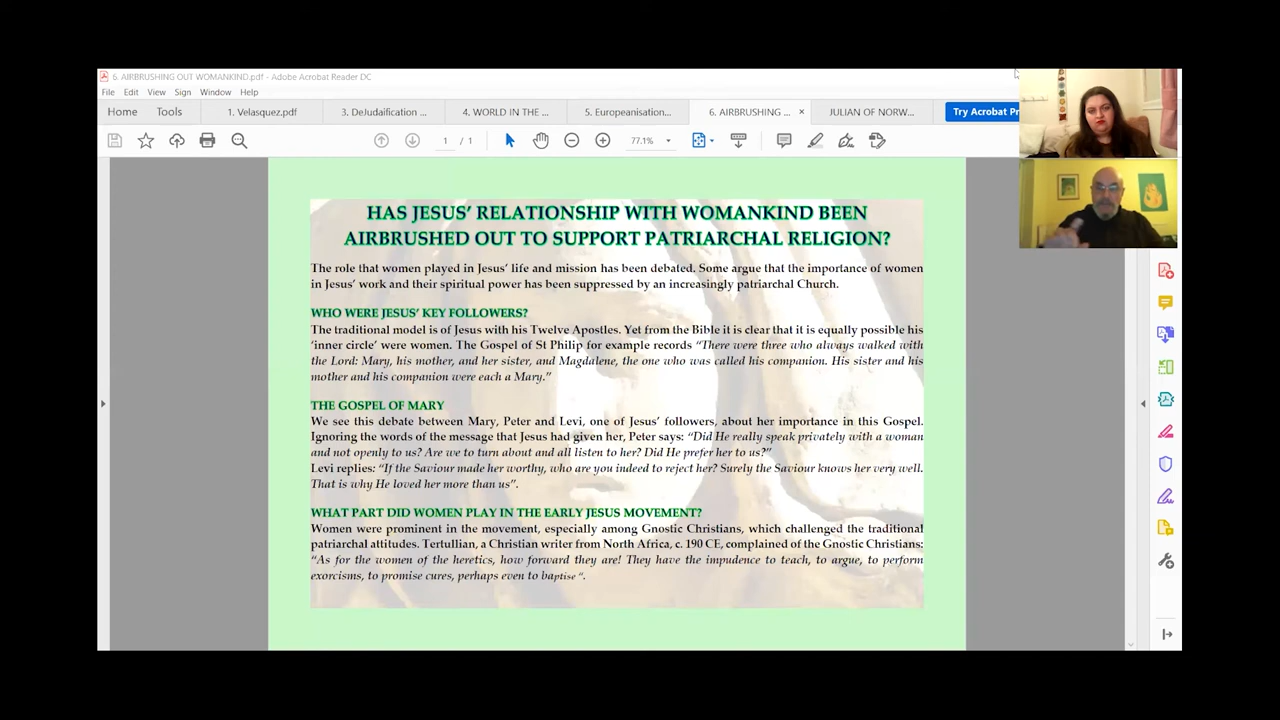 6. AIRBRUSHING OUT WOMANKIND.pdf - Adobe Acrobat Reader DC
File Edit View Sign Window Help
Home Tools 1. Velasquez.pdf 3. DeJudaification ... 4. WORLD IN THE ... 5. Europeanisation... 6. AIRBRUSHING ... × JULIAN OF NORW... Try Acrobat Pr
1 / 1 77.1%
HAS JESUS' RELATIONSHIP WITH WOMANKIND BEEN
AIRBRUSHED OUT TO SUPPORT PATRIARCHAL RELIGION?
The role that women played in Jesus' life and mission has been debated. Some argue that the importance of women
in Jesus' work and their spiritual power has been suppressed by an increasingly patriarchal Church.
WHO WERE JESUS' KEY FOLLOWERS?
The traditional model is of Jesus with his Twelve Apostles. Yet from the Bible it is clear that it is equally possible his
'inner circle' were women. The Gospel of St Philip for example records "There were three who always walked with
the Lord: Mary, his mother, and her sister, and Magdalene, the one who was called his companion. His sister and his
mother and his companion were each a Mary."
THE GOSPEL OF MARY
We see this debate between Mary, Peter and Levi, one of Jesus' followers, about her importance in this Gospel.
Ignoring the words of the message that Jesus had given her, Peter says: "Did He really speak privately with a woman
and not openly to us? Are we to turn about and all listen to her? Did He prefer her to us?"
Levi replies: "If the Saviour made her worthy, who are you indeed to reject her? Surely the Saviour knows her very well.
That is why He loved her more than us".
WHAT PART DID WOMEN PLAY IN THE EARLY JESUS MOVEMENT?
Women were prominent in the movement, especially among Gnostic Christians, which challenged the traditional
patriarchal attitudes. Tertullian, a Christian writer from North Africa, c. 190 CE, complained of the Gnostic Christians:
"As for the women of the heretics, how forward they are! They have the impudence to teach, to argue, to perform
exorcisms, to promise cures, perhaps even to baptise ".